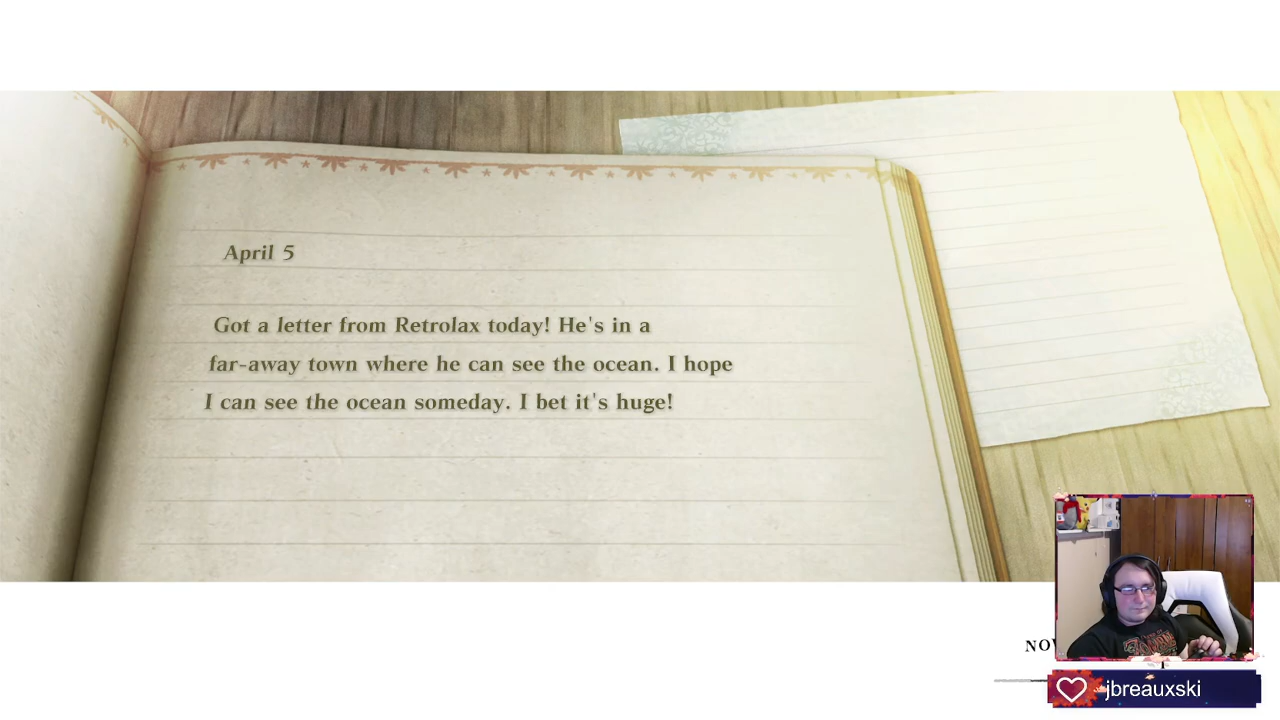 April 5
Got a letter from Retrolax today! He's in a
far-away town where he can see the ocean. I hope
I can see the ocean someday. I bet it's huge!
jbreauxski